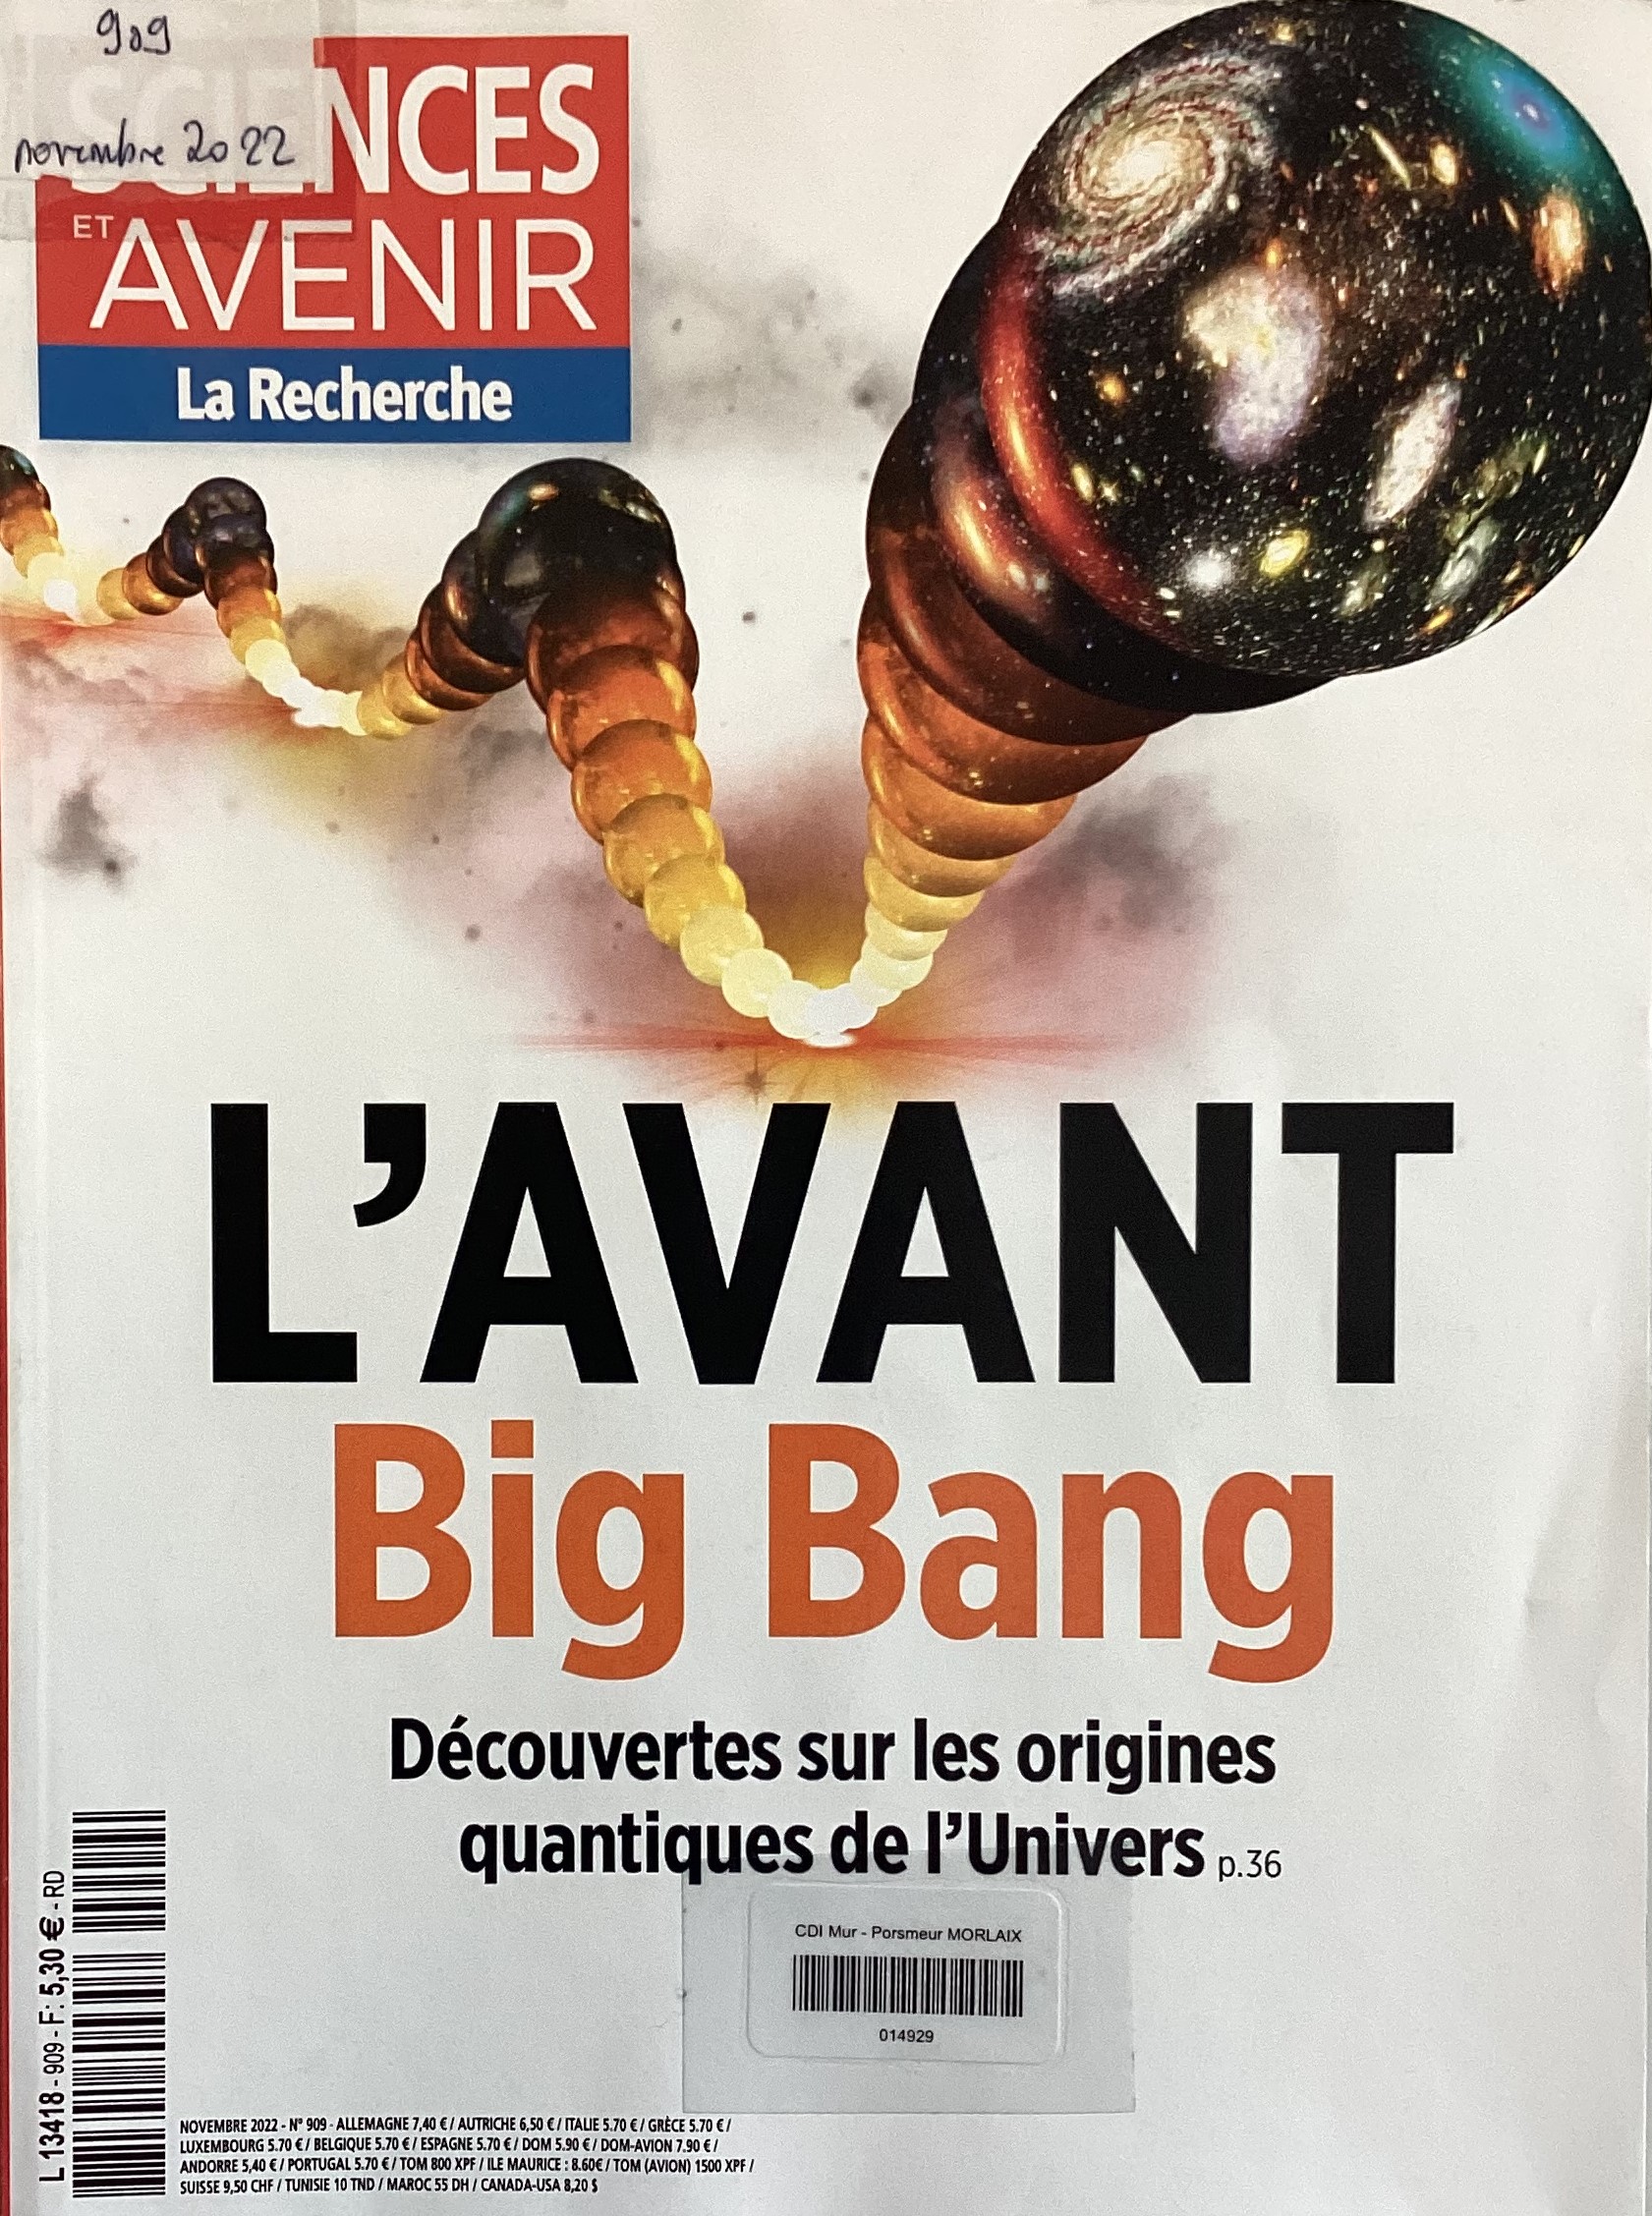 909
novembre 2022
SCIENCES
ET AVENIR
La Recherche
L'AVANT
Big Bang
Découvertes sur les origines
quantiques de l'Univers p.36
CDI Mur - Porsmeur MORLAIX
014929
L 13418 - 909 - F: 5,30 € - RD
NOVEMBRE 2022 - N° 909 - ALLEMAGNE 7,40 € / AUTRICHE 6,50 € / ITALIE 5.70 € / GRÈCE 5.70 € /
LUXEMBOURG 5.70 € / BELGIQUE 5.70 € / ESPAGNE 5.70 € / DOM 5.90 € / DOM-AVION 7.90 € /
ANDORRE 5,40 € / PORTUGAL 5.70 € / TOM 800 XPF / ILE MAURICE : 8.60€ / TOM (AVION) 1500 XPF /
SUISSE 9,50 CHF / TUNISIE 10 TND / MAROC 55 DH / CANADA-USA 8,20 $